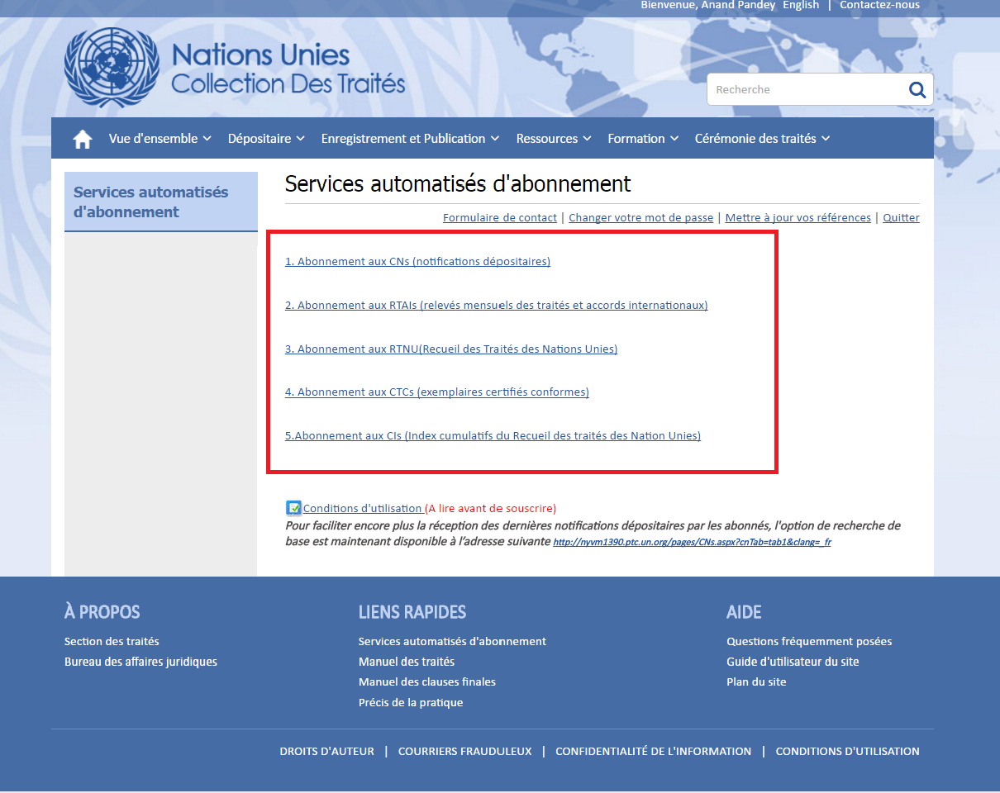 Bienvenue, Anand Pandey English | Contactez-nous
Nations Unies
Collection Des Traités
Recherche
Vue d'ensemble Dépositaire Enregistrement et Publication Ressources Formation Cérémonie des traités
Services automatisés
d'abonnement
Services automatisés d'abonnement
Formulaire de contact | Changer votre mot de passe | Mettre à jour vos références | Quitter
1. Abonnement aux CNs (notifications dépositaires)
2. Abonnement aux RTAIs (relevés mensuels des traités et accords internationaux)
3. Abonnement aux RTNU(Recueil des Traités des Nations Unies)
4. Abonnement aux CTCs (exemplaires certifiés conformes)
5.Abonnement aux CIs (Index cumulatifs du Recueil des traités des Nation Unies)
Conditions d'utilisation (A lire avant de souscrire)
Pour faciliter encore plus la réception des dernières notifications dépositaires par les abonnés, l'option de recherche de
base est maintenant disponible à l’adresse suivante http://nyvm1390.ptc.un.org/pages/CNs.aspx?cnTab=tab1&clang=_fr
À PROPOS
Section des traités
Bureau des affaires juridiques
LIENS RAPIDES
Services automatisés d'abonnement
Manuel des traités
Manuel des clauses finales
Précis de la pratique
AIDE
Questions fréquemment posées
Guide d'utilisateur du site
Plan du site
DROITS D'AUTEUR | COURRIERS FRAUDULEUX | CONFIDENTIALITÉ DE L'INFORMATION | CONDITIONS D'UTILISATION